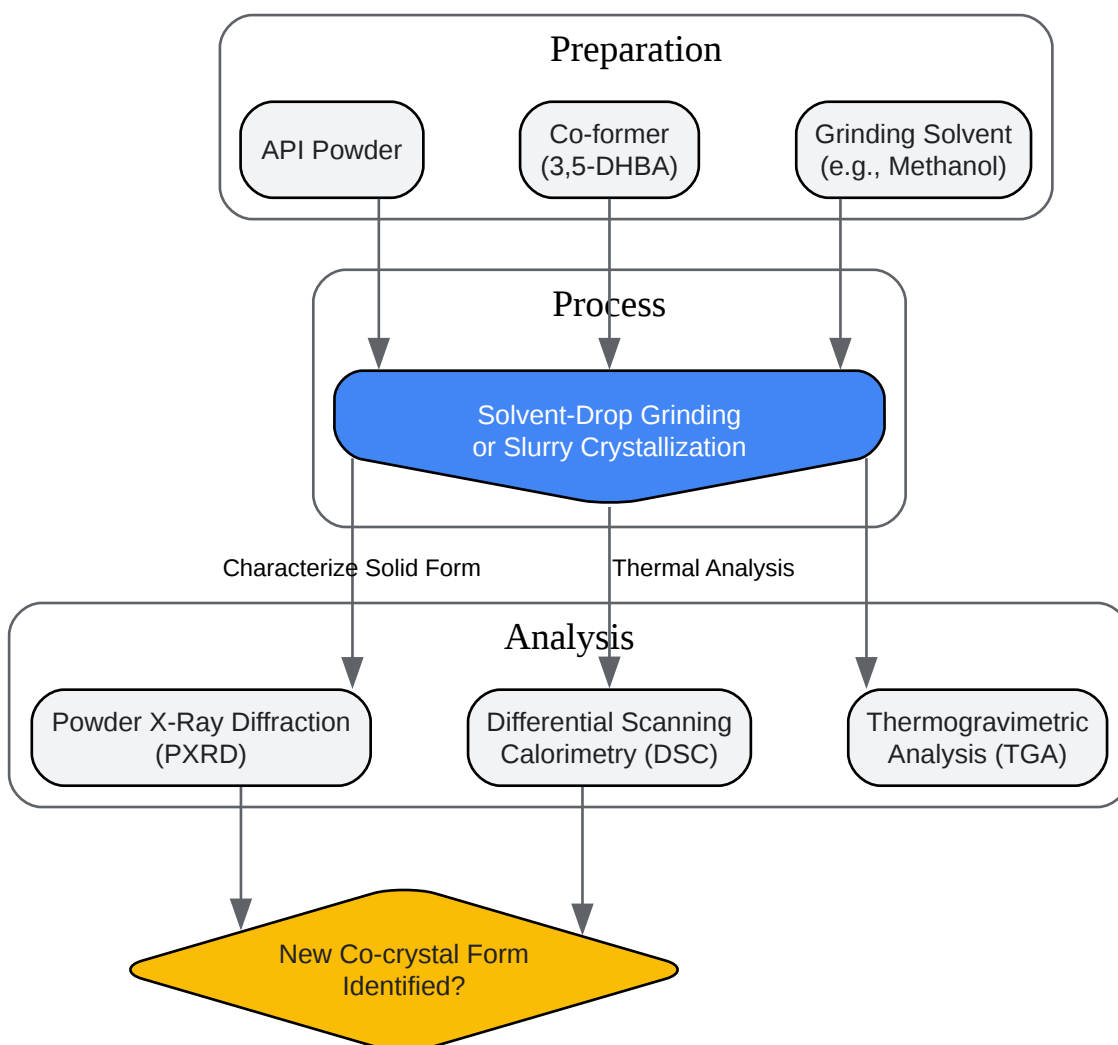 Preparation
API Powder
Co-former
(3,5-DHBA)
Grinding Solvent
(e.g., Methanol)
Process
Solvent-Drop Grinding
or Slurry Crystallization
Characterize Solid Form
Thermal Analysis
Analysis
Powder X-Ray Diffraction
(PXRD)
Differential Scanning
Calorimetry (DSC)
Thermogravimetric
Analysis (TGA)
New Co-crystal Form
Identified?